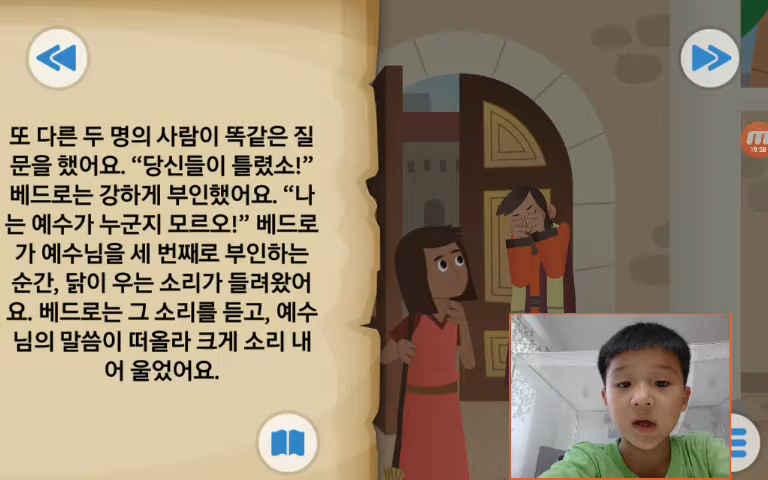 또 다른 두 명의 사람이 똑같은 질
문을 했어요. “당신들이 틀렸소!”
베드로는 강하게 부인했어요. “나
는 예수가 누군지 모르오!” 베드로
가 예수님을 세 번째로 부인하는
순간, 닭이 우는 소리가 들려왔어
요. 베드로는 그 소리를 듣고, 예수
님의 말씀이 떠올라 크게 소리 내
어 울었어요.
19:58